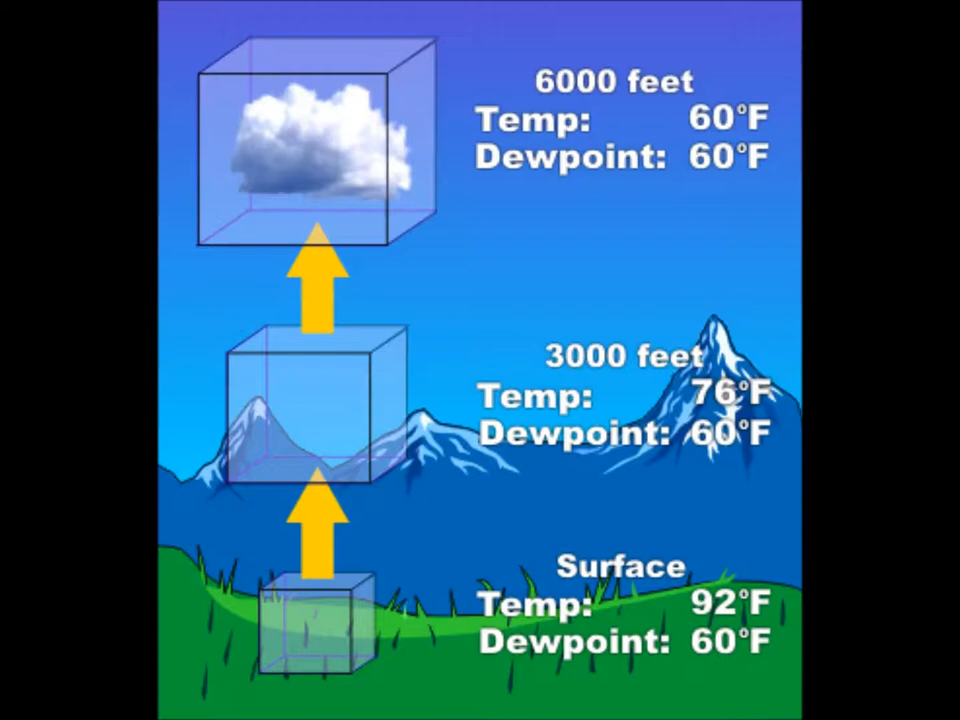 6000 feet
Temp: 60°F
Dewpoint: 60°F
3000 feet
Temp: 76°F
Dewpoint: 60°F
Surface
Temp: 92°F
Dewpoint: 60°F